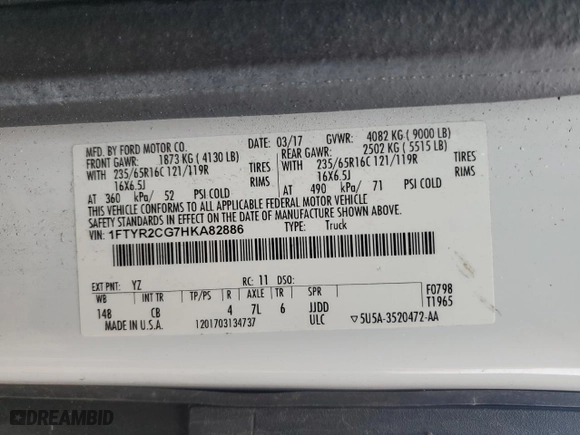 MFD. BY FORD MOTOR CO.
DATE: 03/17 GVWR: 4082 KG ( 9000 LB)
FRONT GAWR: 1873 KG ( 4130 LB) REAR GAWR: 2502 KG ( 5515 LB)
WITH 235/65R16C 121/119R TIRES WITH 235/65R16C 121/119R TIRES
16X6.5J RIMS 16X6.5J RIMS
AT 360 kPa/ 52 PSI COLD AT 490 kPa/ 71 PSI COLD
THIS VEHICLE CONFORMS TO ALL APPLICABLE FEDERAL MOTOR VEHICLE
SAFETY STANDARDS IN EFFECT ON THE DATE OF MANUFACTURE SHOWN ABOVE.
VIN: 1FTYR2CG7HKA82886 TYPE: Truck
EXT PNT: YZ RC: 11 DSO: F0798
WB INT TR TP/PS R AXLE TR SPR T1965
148 CB 4 7L 6 JJDD
MADE IN U.S.A. 1201703134737 ULC ▽5U5A-3520472-AA
DREAMBID